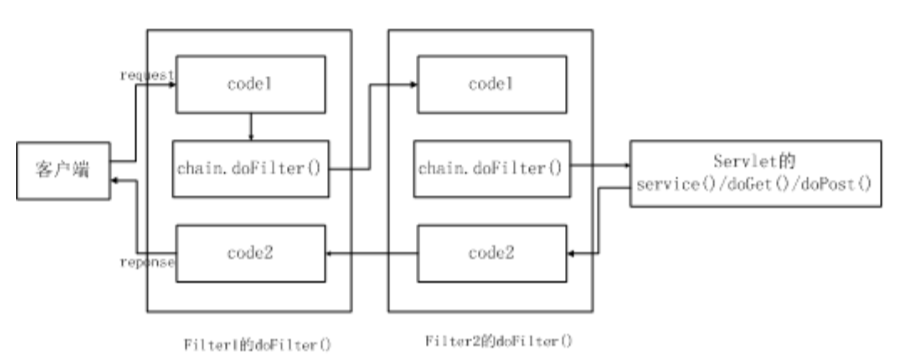 request
code1
code1
客户端
chain.doFilter()
chain.doFilter()
Servlet的
service()/doGet()/doPost()
reponse
code2
code2
Filter1的doFilter()
Filter2的doFilter()